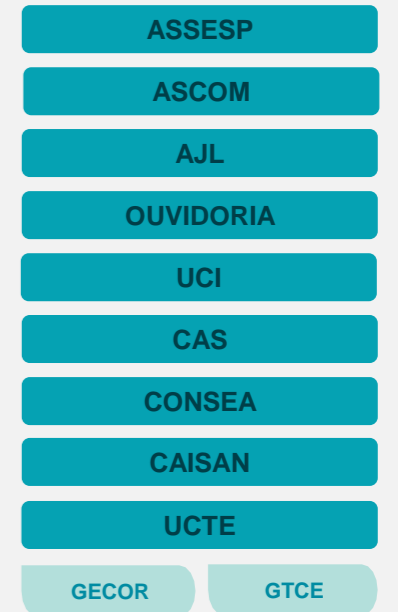 ASSESP
ASCOM
AJL
OUVIDORIA
UCI
CAS
CONSEA
CAISAN
UCTE
GECOR GTCE